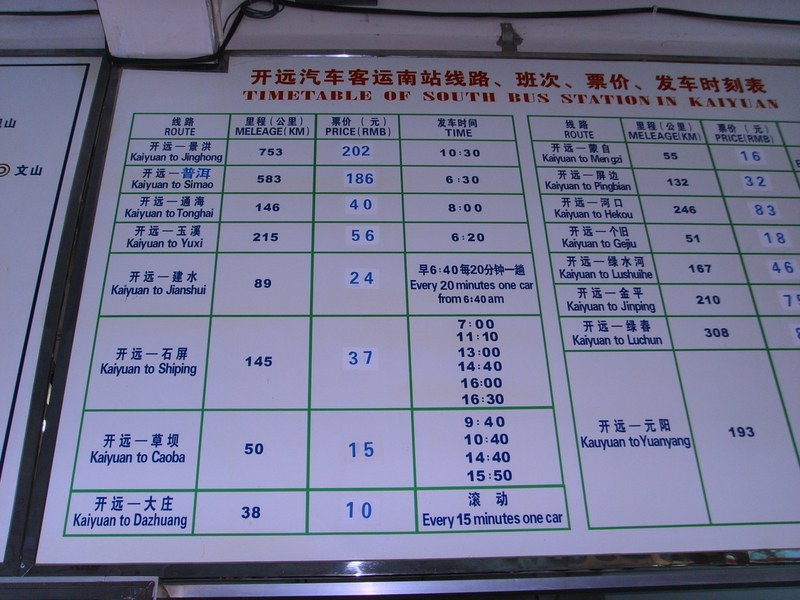 文山
开远汽车客运南站线路、班次、票价、发车时刻表
TIMETABLE OF SOUTH BUS STATION IN KAIYUAN
线路 里程(公里) 票价 (元) 发车时间
ROUTE MELEAGE(KM) PRICE(RMB) TIME
开远—景洪
Kaiyuan to Jinghong 753 202 10:30
开远—普洱
Kaiyuan to Simao 583 186 6:30
开远—通海
Kaiyuan to Tonghai 146 40 8:00
开远—玉溪
Kaiyuan to Yuxi 215 56 6:20
开远—建水
Kaiyuan to Jianshui 89 24
早6:40每20分钟一趟
Every 20 minutes one car
from 6:40am
开远—石屏
Kaiyuan to Shiping 145 37
7:00
11:10
13:00
14:40
16:00
16:30
开远—草坝
Kaiyuan to Caoba 50 15
9:40
10:40
14:40
15:50
开远—大庄
Kaiyuan to Dazhuang 38 10
滚动
Every 15 minutes one car
线路 里程(公里) 票价 (元)
ROUTE MELEAGE(KM) PRICE(RMB)
开远—蒙自
Kaiyuan to Mengzi 55 16
开远—屏边
Kaiyuan to Pingbian 132 32
开远—河口
Kaiyuan to Hekou 246 83
开远—个旧
Kaiyuan to Gejiu 51 18
开远—绿水河
Kaiyuan to Lushuihe 167 46
开远—金平
Kaiyuan to Jinping 210
开远—绿春
Kaiyuan to Luchun 308
开远—元阳
Kauyuan to Yuanyang 193